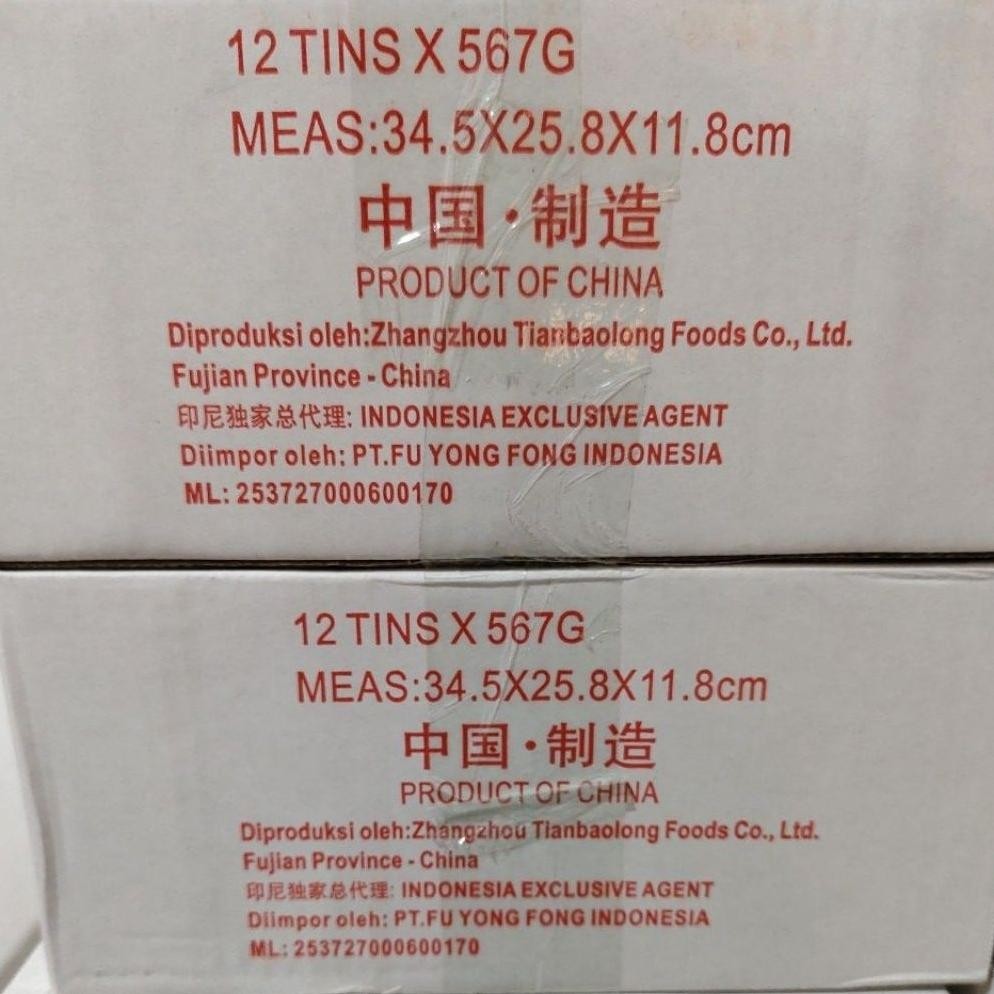 12 TINS X 567G
MEAS:34.5X25.8X11.8cm
中国·制造
PRODUCT OF CHINA
Diproduksi oleh:Zhangzhou Tianbaolong Foods Co., Ltd.
Fujian Province - China
印尼独家总代理: INDONESIA EXCLUSIVE AGENT
Diimpor oleh: PT.FU YONG FONG INDONESIA
ML: 253727000600170
12 TINS X 567G
MEAS:34.5X25.8X11.8cm
中国·制造
PRODUCT OF CHINA
Diproduksi oleh:Zhangzhou Tianbaolong Foods Co., Ltd.
Fujian Province - China
印尼独家总代理: INDONESIA EXCLUSIVE AGENT
Diimpor oleh: PT.FU YONG FONG INDONESIA
ML: 253727000600170